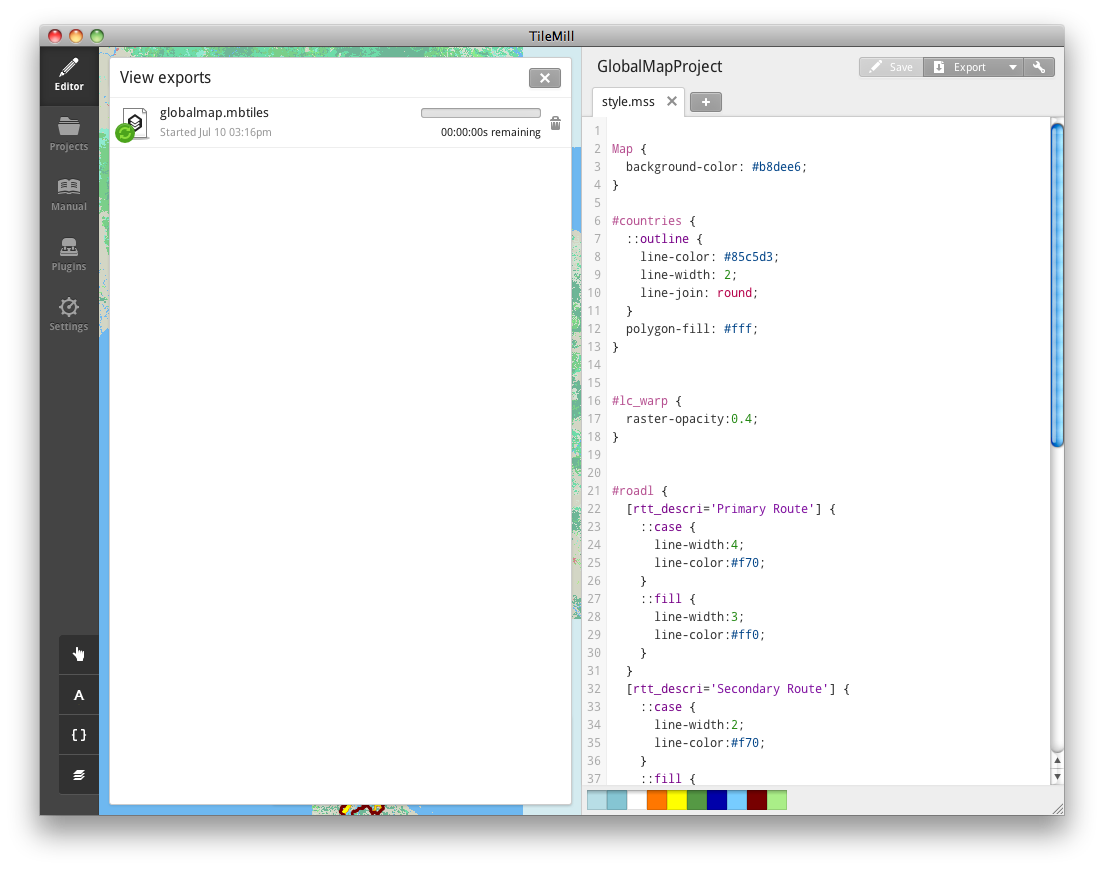 TileMill
Editor
Projects
Manual
Plugins
Settings
A
{}
View exports
globalmap.mbtiles
Started Jul 10 03:16pm
00:00:00s remaining
GlobalMapProject
Save
Export
style.mss
+
1
2 Map {
3 background-color: #b8dee6;
4 }
5
6 #countries {
7 ::outline {
8 line-color: #85c5d3;
9 line-width: 2;
10 line-join: round;
11 }
12 polygon-fill: #fff;
13 }
14
15
16 #lc_warp {
17 raster-opacity:0.4;
18 }
19
20
21 #roadl {
22 [rtt_descri='Primary Route'] {
23 ::case {
24 line-width:4;
25 line-color:#f70;
26 }
27 ::fill {
28 line-width:3;
29 line-color:#ff0;
30 }
31 }
32 [rtt_descri='Secondary Route'] {
33 ::case {
34 line-width:2;
35 line-color:#f70;
36 }
37 ::fill {